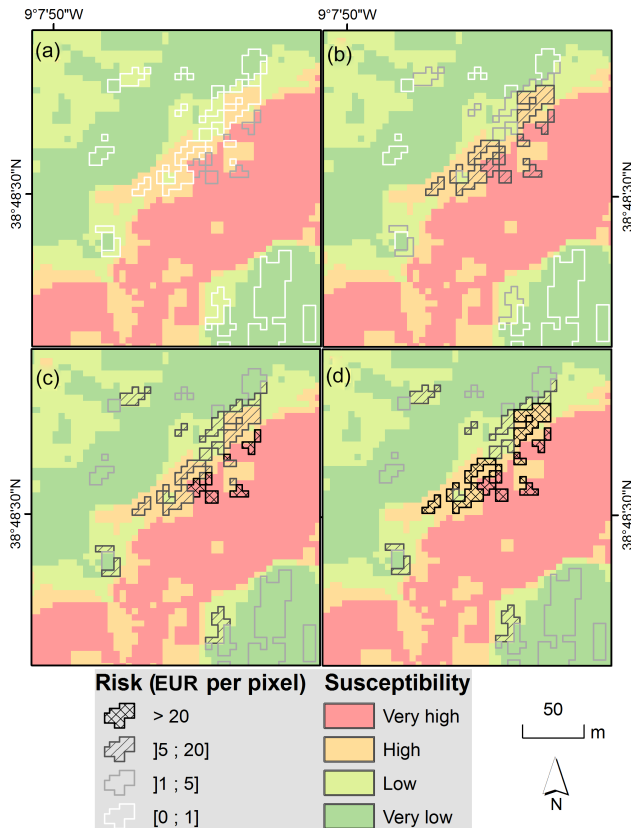 9°7'50"W
9°7'50"W
(a)
(b)
38°48'30"N
38°48'30"N
(c)
(d)
38°48'30"N
38°48'30"N
Risk (EUR per pixel)
Susceptibility
> 20
Very high
]5 ; 20]
High
]1 ; 5]
Low
[0 ; 1]
Very low
50
m
N